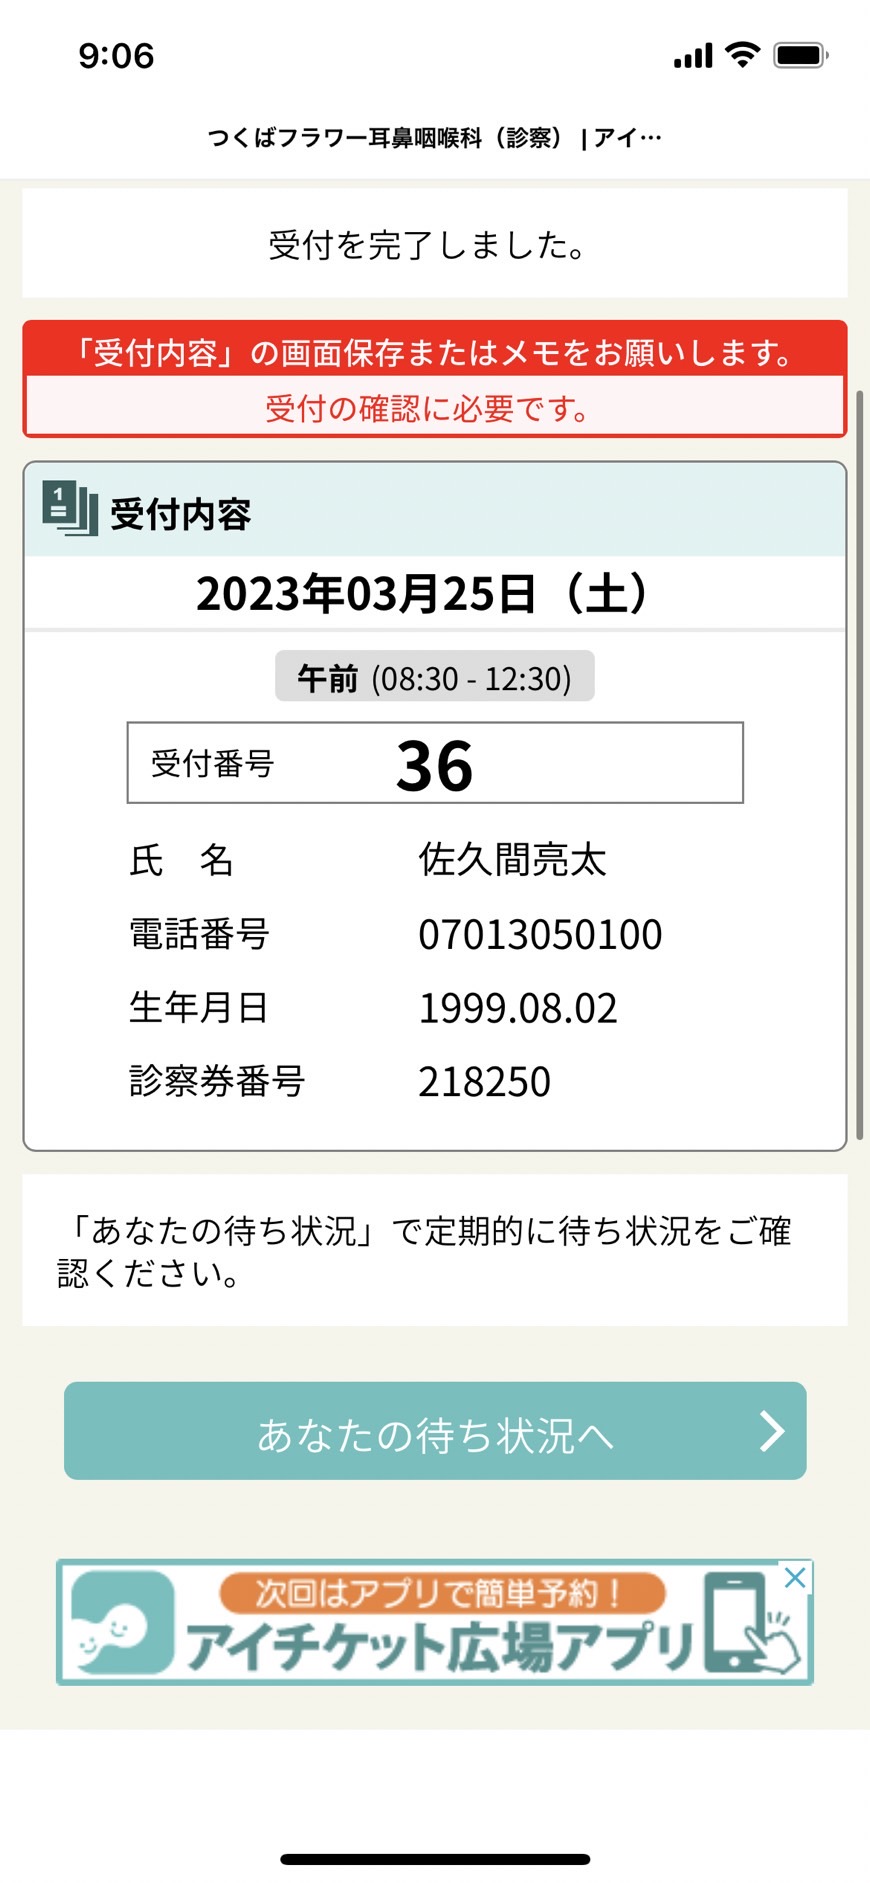 9:06
つくばフラワー耳鼻咽喉科（診察） | アイ…
受付を完了しました。
「受付内容」の画面保存またはメモをお願いします。
受付の確認に必要です。
1
受付内容
2023年03月25日（土）
午前 (08:30 - 12:30)
受付番号 36
氏　名 佐久間亮太
電話番号 07013050100
生年月日 1999.08.02
診察券番号 218250
「あなたの待ち状況」で定期的に待ち状況をご確
認ください。
あなたの待ち状況へ
次回はアプリで簡単予約！
アイチケット広場アプリ